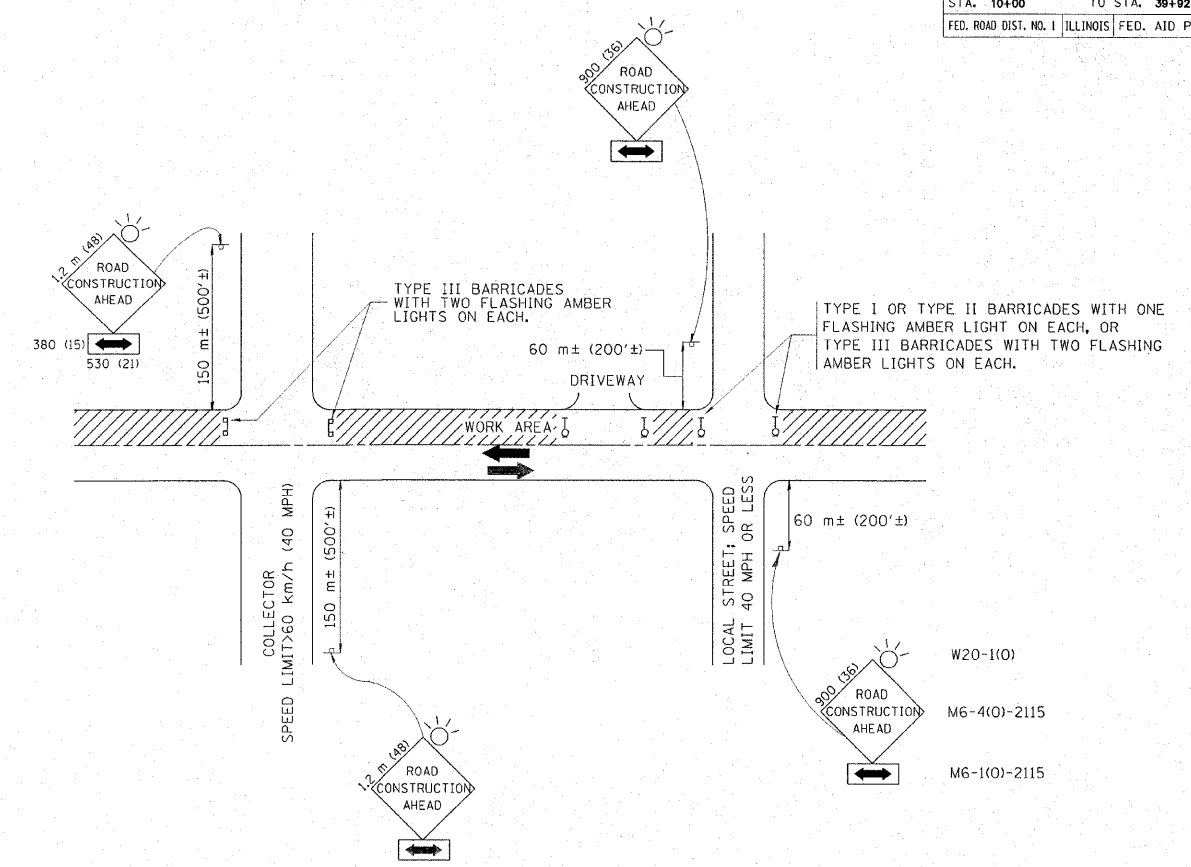 STA. 10+00 TO STA. 39+92
FED. ROAD DIST. NO. 1 ILLINOIS FED. AID P
900 (36)
ROAD
CONSTRUCTION
AHEAD
1.2 m (48)
ROAD
CONSTRUCTION
AHEAD
380 (15)
530 (21)
150 m± (500'±)
TYPE III BARRICADES
WITH TWO FLASHING AMBER
LIGHTS ON EACH.
60 m± (200'±)
DRIVEWAY
TYPE I OR TYPE II BARRICADES WITH ONE
FLASHING AMBER LIGHT ON EACH, OR
TYPE III BARRICADES WITH TWO FLASHING
AMBER LIGHTS ON EACH.
WORK AREA
COLLECTOR
SPEED LIMIT>60 km/h (40 MPH)
150 m± (500'±)
LOCAL STREET; SPEED
LIMIT 40 MPH OR LESS
60 m± (200'±)
1.2 m (48)
ROAD
CONSTRUCTION
AHEAD
900 (36)
ROAD
CONSTRUCTION
AHEAD
W20-1(O)
M6-4(O)-2115
M6-1(O)-2115